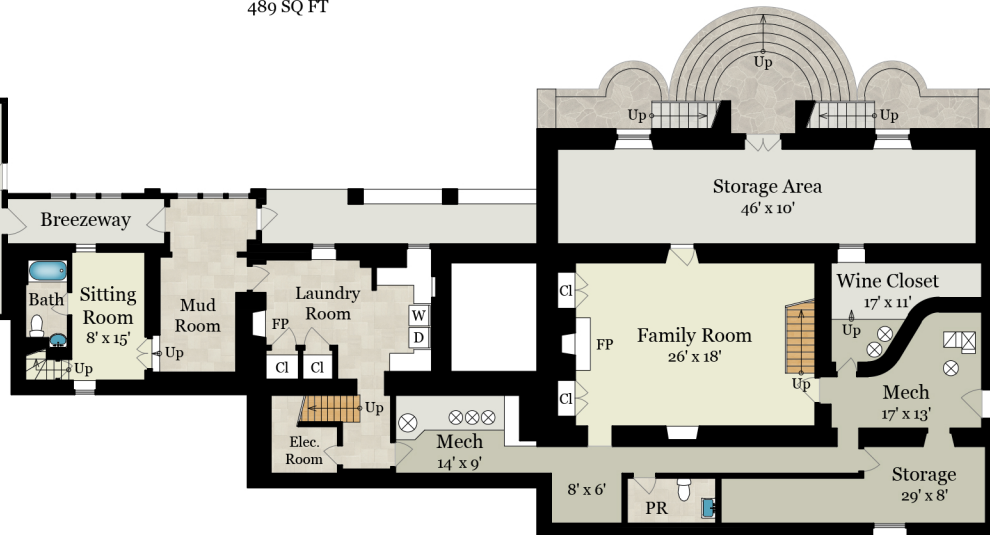 489 SQ FT
Up
Up
Up
Storage Area
46' x 10'
Breezeway
Bath
Sitting
Room
8' x 15'
Up
Mud
Room
Up
Laundry
Room
FP
W
D
Cl
Cl
Up
Elec.
Room
Mech
14' x 9'
Cl
FP
Cl
Family Room
26' x 18'
Up
Wine Closet
17' x 11'
Up
Mech
17' x 13'
Storage
29' x 8'
8' x 6'
PR